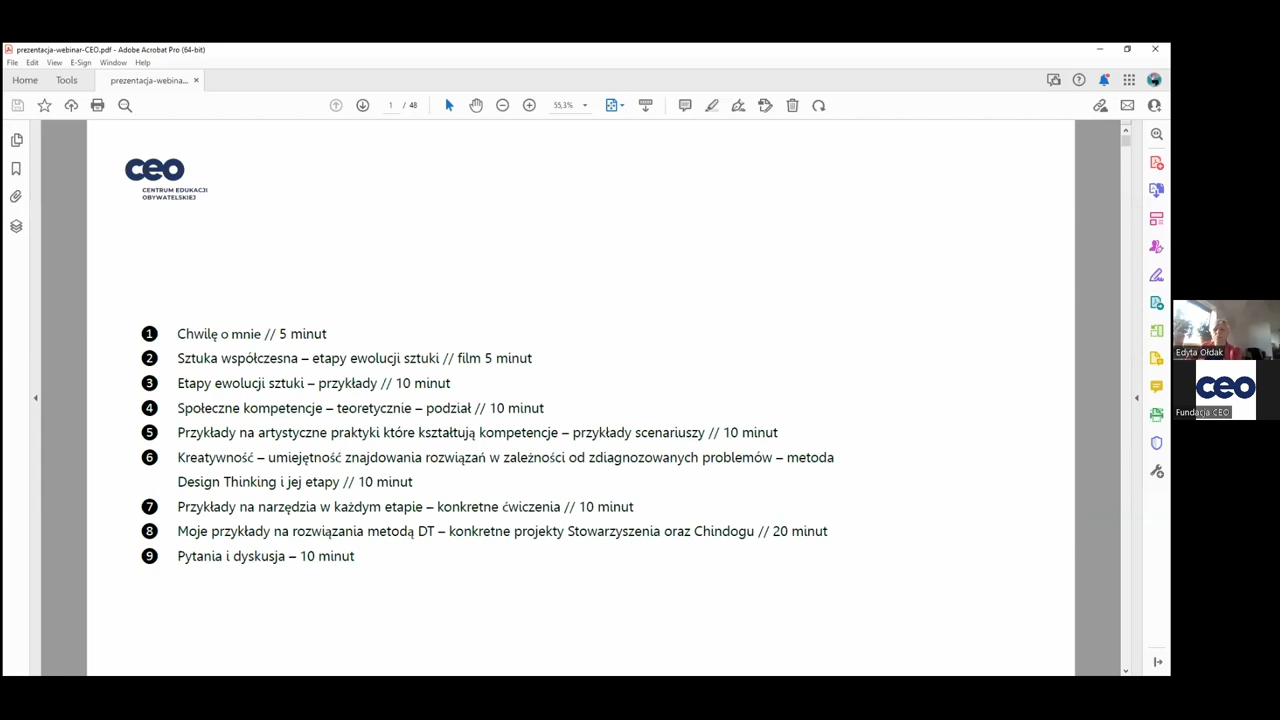 prezentacja-webinar-CEO.pdf - Adobe Acrobat Pro (64-bit)
File Edit View E-Sign Window Help
Home Tools prezentacja-webina... ×
1 / 48 55,3%
ceo
CENTRUM EDUKACJI
OBYWATELSKIEJ
1 Chwilę o mnie // 5 minut
2 Sztuka współczesna – etapy ewolucji sztuki // film 5 minut
3 Etapy ewolucji sztuki – przykłady // 10 minut
4 Społeczne kompetencje – teoretycznie – podział // 10 minut
5 Przykłady na artystyczne praktyki które kształtują kompetencje – przykłady scenariuszy // 10 minut
6 Kreatywność – umiejętność znajdowania rozwiązań w zależności od zdiagnozowanych problemów – metoda
Design Thinking i jej etapy // 10 minut
7 Przykłady na narzędzia w każdym etapie – konkretne ćwiczenia // 10 minut
8 Moje przykłady na rozwiązania metodą DT – konkretne projekty Stowarzyszenia oraz Chindogu // 20 minut
9 Pytania i dyskusja – 10 minut
Edyta Ołdak
ceo
Fundacja CEO